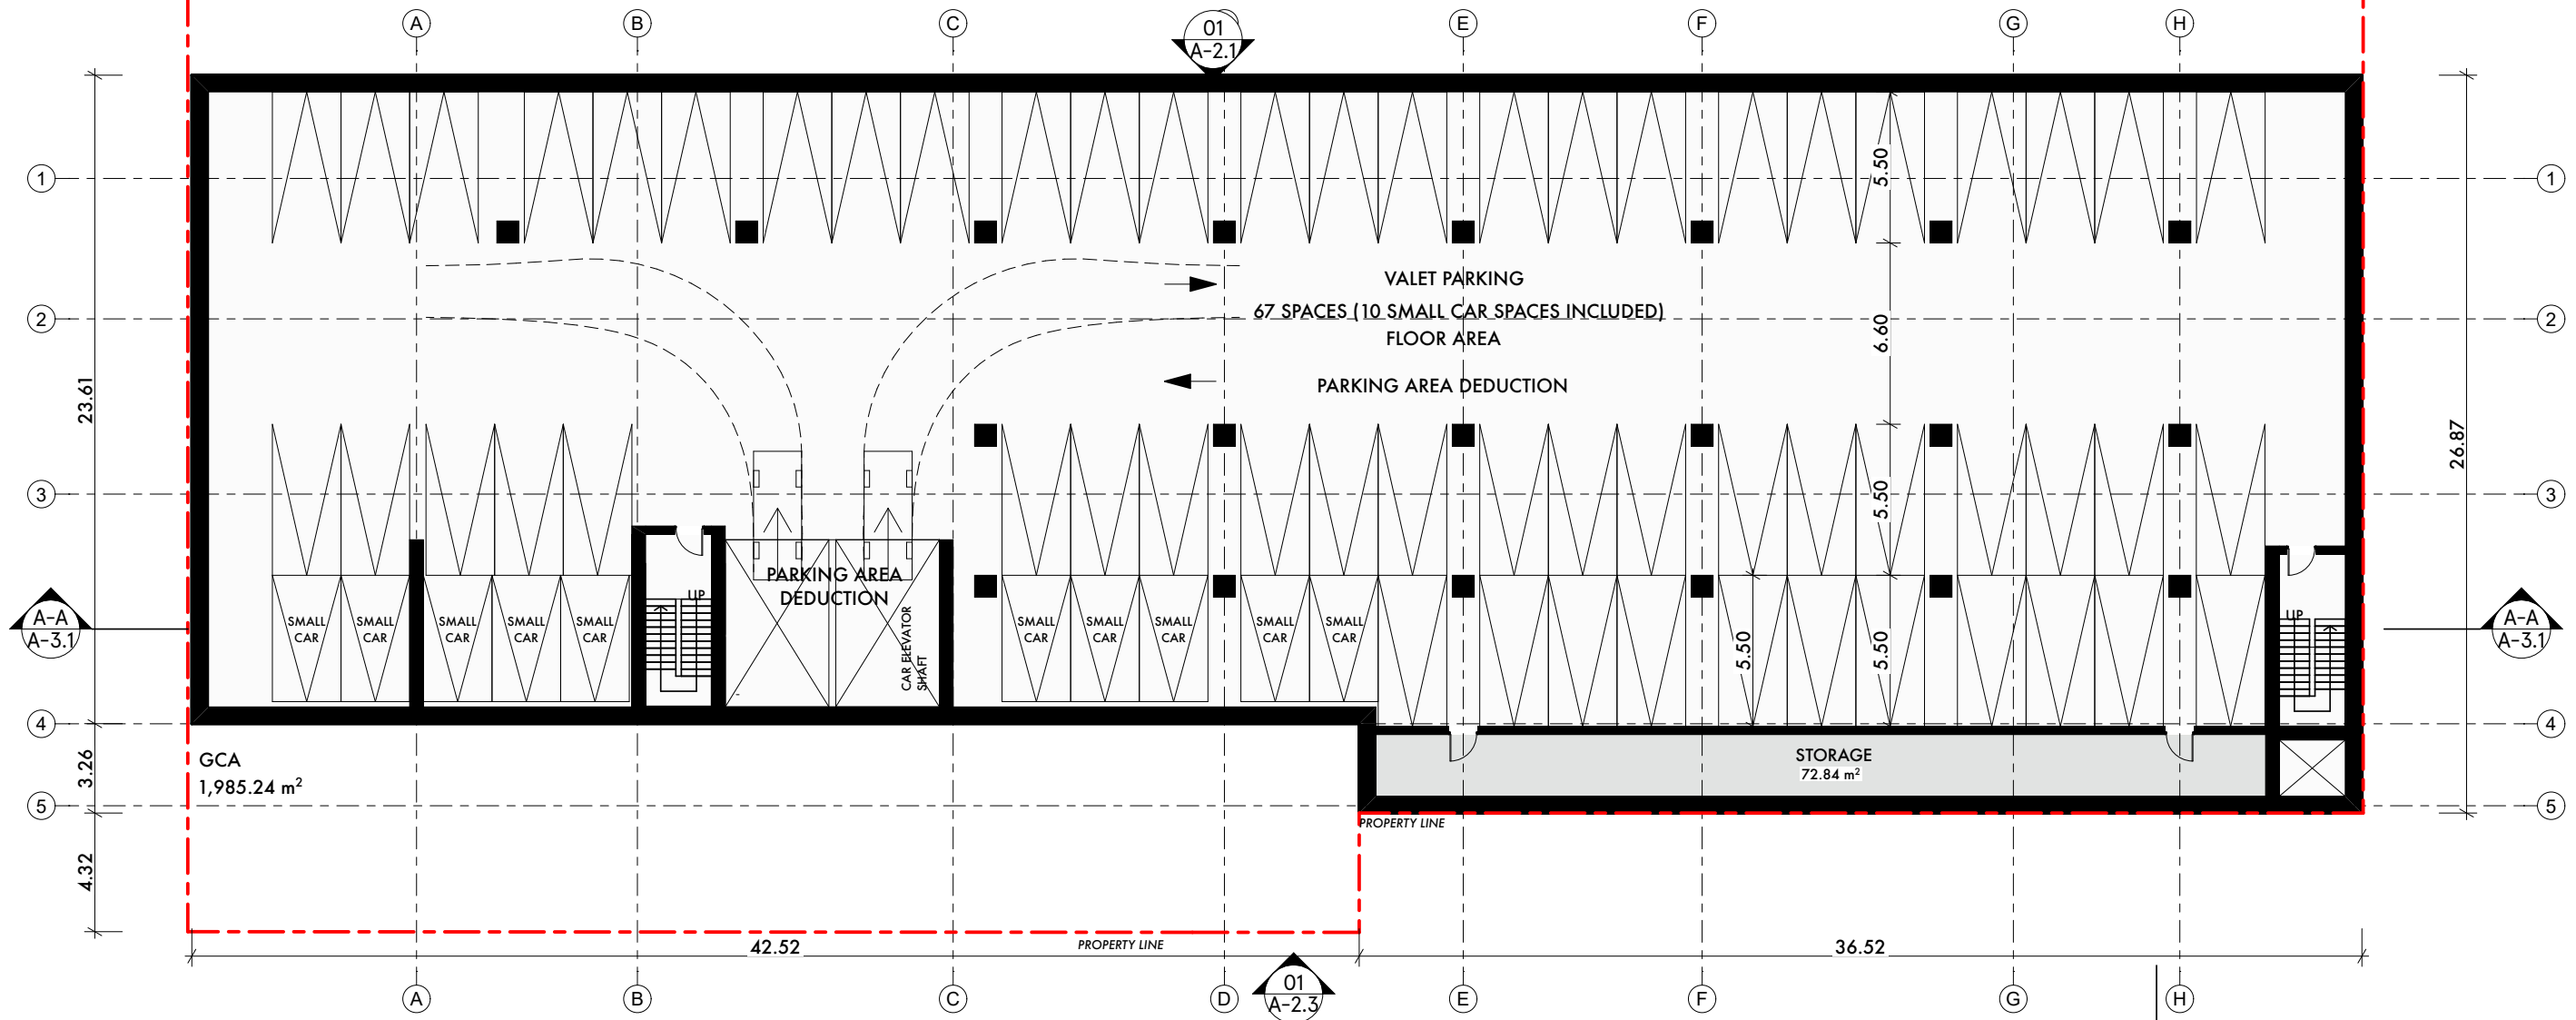 A
B
C
01
A-2.1
E
F
G
H
1
5.50
1
VALET PARKING
67 SPACES (10 SMALL CAR SPACES INCLUDED)
FLOOR AREA
2
6.60
2
PARKING AREA DEDUCTION
23.61
26.87
3
5.50
3
PARKING AREA
DEDUCTION
UP
CAR ELEVATOR
SHAFT
SMALL
CAR
SMALL
CAR
SMALL
CAR
SMALL
CAR
SMALL
CAR
SMALL
CAR
SMALL
CAR
SMALL
CAR
SMALL
CAR
SMALL
CAR
5.50
5.50
UP
A-A
A-3.1
A-A
A-3.1
4
4
GCA
1,985.24 m²
3.26
STORAGE
72.84 m²
5
5
PROPERTY LINE
4.32
42.52
PROPERTY LINE
36.52
01
A-2.3
A
B
C
D
E
F
G
H